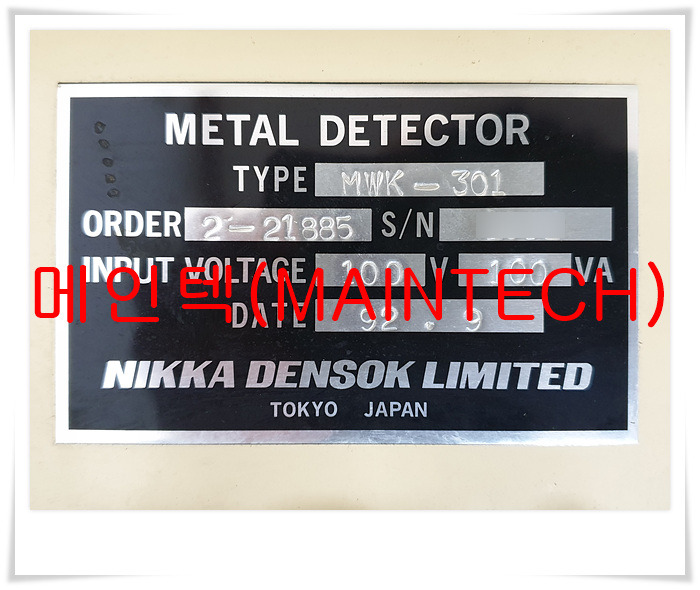 METAL DETECTOR
TYPE MWK-301
ORDER 2-21885 S/N
INPUT VOLTAGE 100 V 100 VA
메인텍(MAINTECH)
DATE 92.9
NIKKA DENSOK LIMITED
TOKYO JAPAN